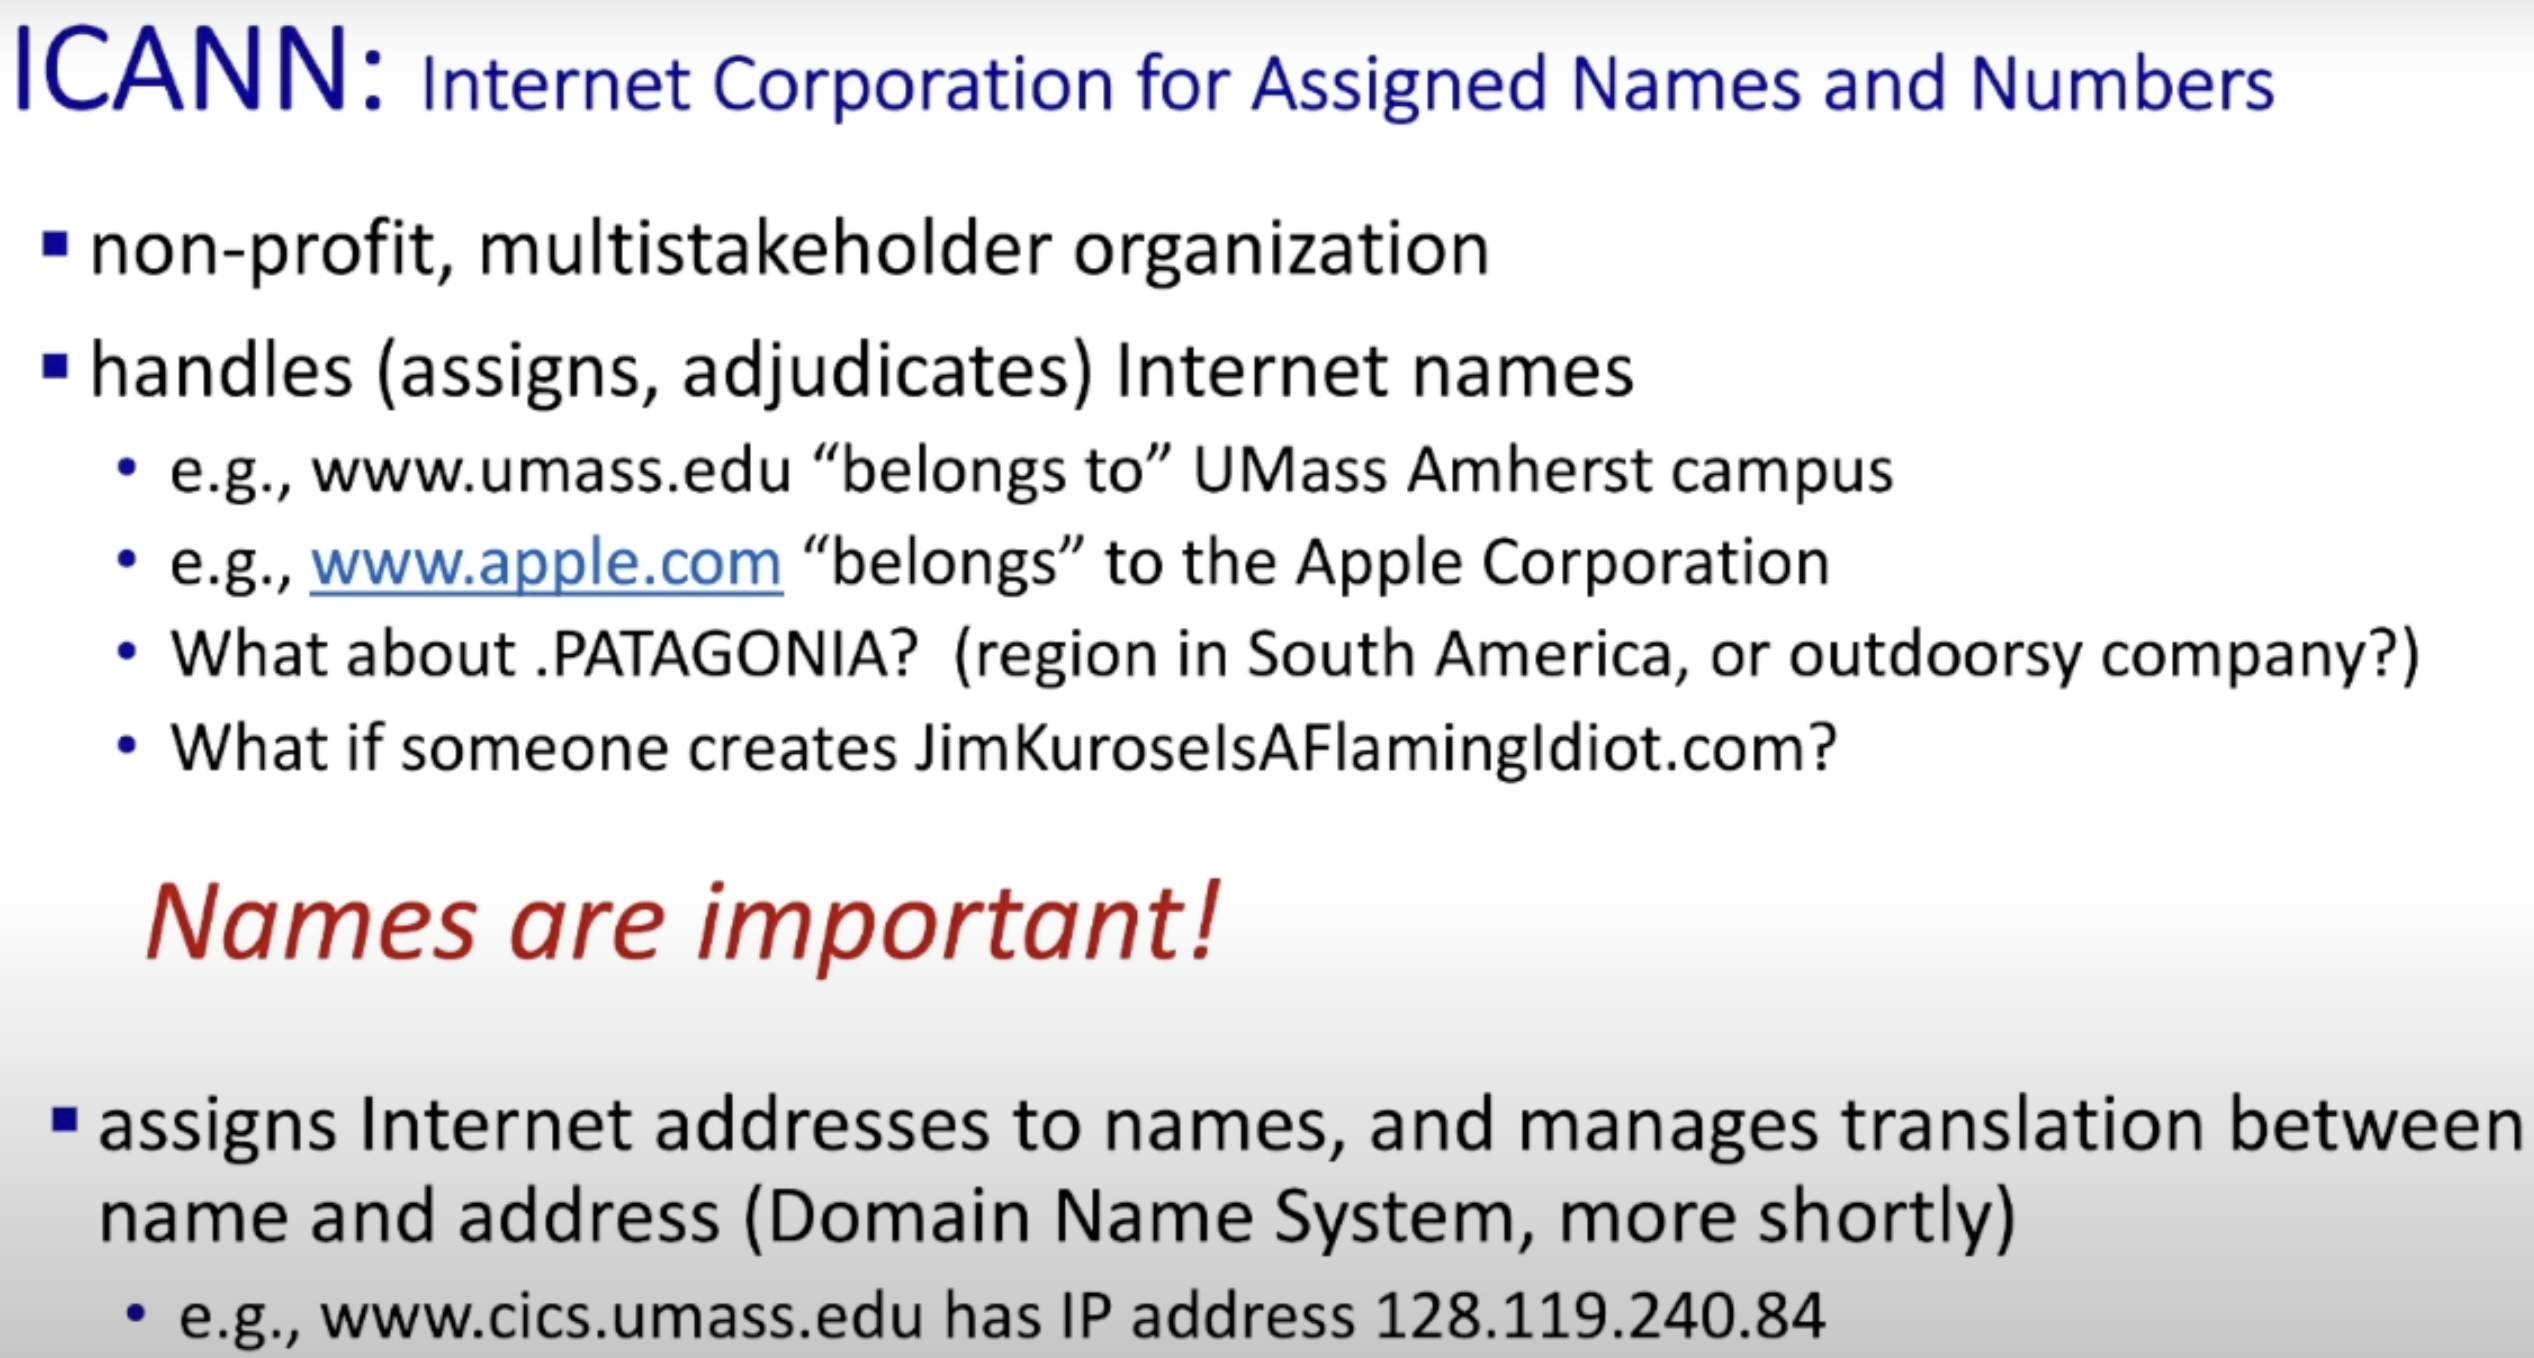 ICANN: Internet Corporation for Assigned Names and Numbers
▪ non-profit, multistakeholder organization
▪ handles (assigns, adjudicates) Internet names
• e.g., www.umass.edu “belongs to” UMass Amherst campus
• e.g., www.apple.com “belongs” to the Apple Corporation
• What about .PATAGONIA? (region in South America, or outdoorsy company?)
• What if someone creates JimKuroseIsAFlamingIdiot.com?
Names are important!
▪ assigns Internet addresses to names, and manages translation between
name and address (Domain Name System, more shortly)
• e.g., www.cics.umass.edu has IP address 128.119.240.84